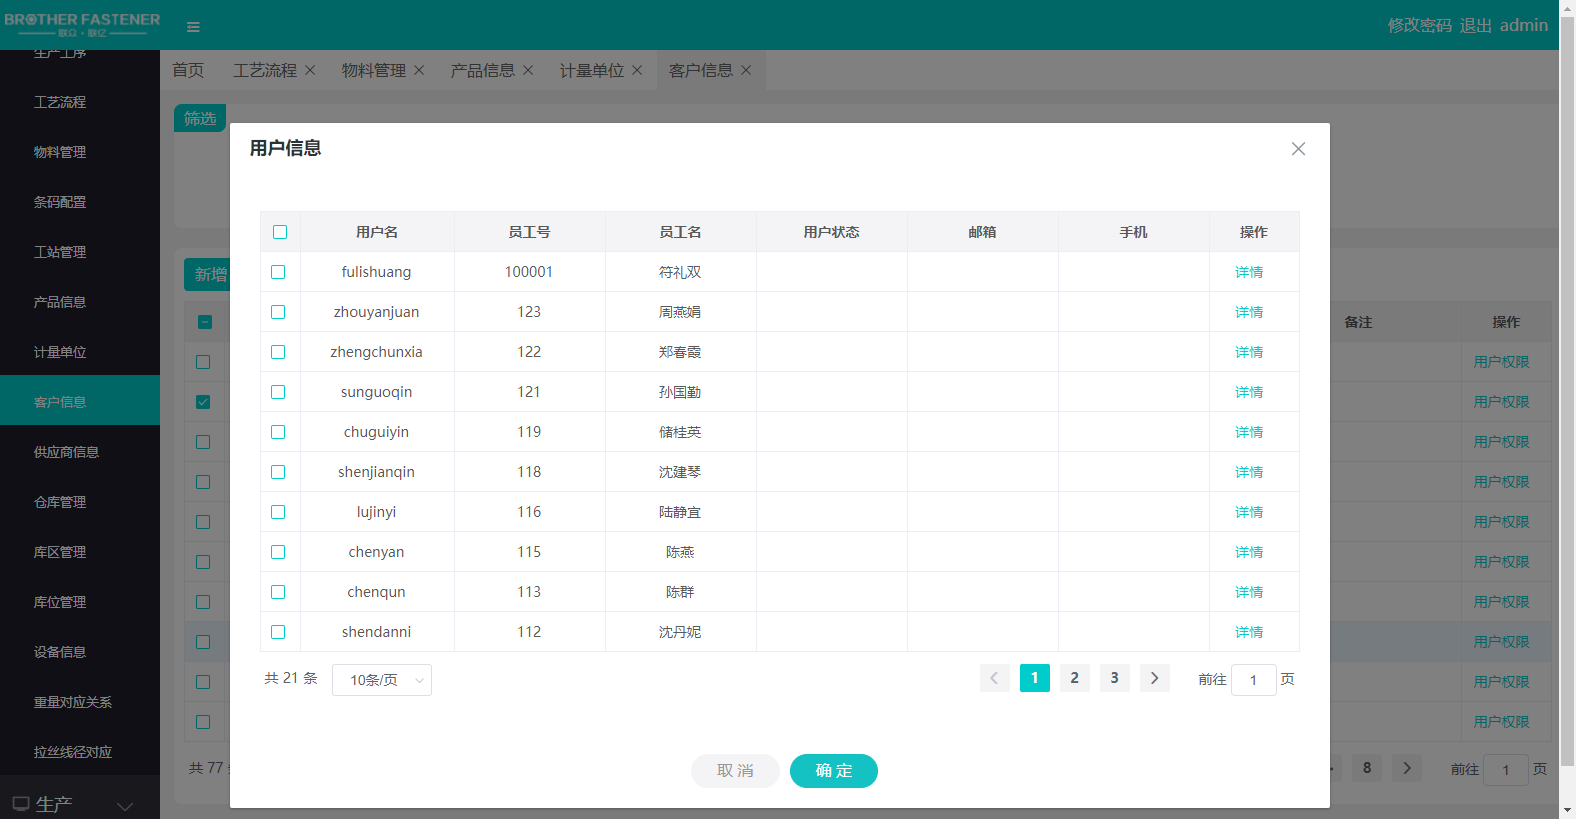 BROTHER FASTENER
联众·联亿
修改密码 退出 admin
首页 工艺流程 物料管理 产品信息 计量单位 客户信息
生产工序
工艺流程
物料管理
条码配置
工站管理
产品信息
计量单位
客户信息
供应商信息
仓库管理
库区管理
库位管理
设备信息
重量对应关系
拉丝线径对应
生产
筛选
新增
用户信息
用户名 员工号 员工名 用户状态 邮箱 手机 操作
fulishuang 100001 符礼双 详情
zhouyanjuan 123 周燕娟 详情
zhengchunxia 122 郑春霞 详情
sunguoqin 121 孙国勤 详情
chuguiyin 119 储桂英 详情
shenjianqin 118 沈建琴 详情
lujinyi 116 陆静宜 详情
chenyan 115 陈燕 详情
chenqun 113 陈群 详情
shendanni 112 沈丹妮 详情
共 21 条 10条/页 1 2 3 前往 1 页
取 消 确 定
备注 操作
用户权限
用户权限
用户权限
用户权限
用户权限
用户权限
用户权限
用户权限
用户权限
用户权限
共 77 8 前往 1 页